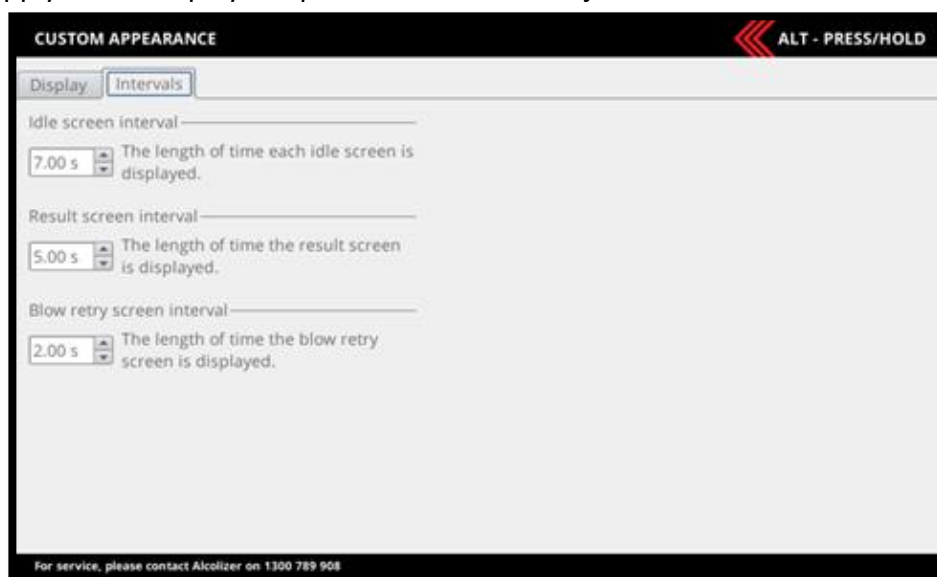 CUSTOM APPEARANCE
ALT - PRESS/HOLD
Display
Intervals
Idle screen interval
7.00 s
The length of time each idle screen is
displayed.
Result screen interval
5.00 s
The length of time the result screen
is displayed.
Blow retry screen interval
2.00 s
The length of time the blow retry
screen is displayed.
For service, please contact Alcolizer on 1300 789 908